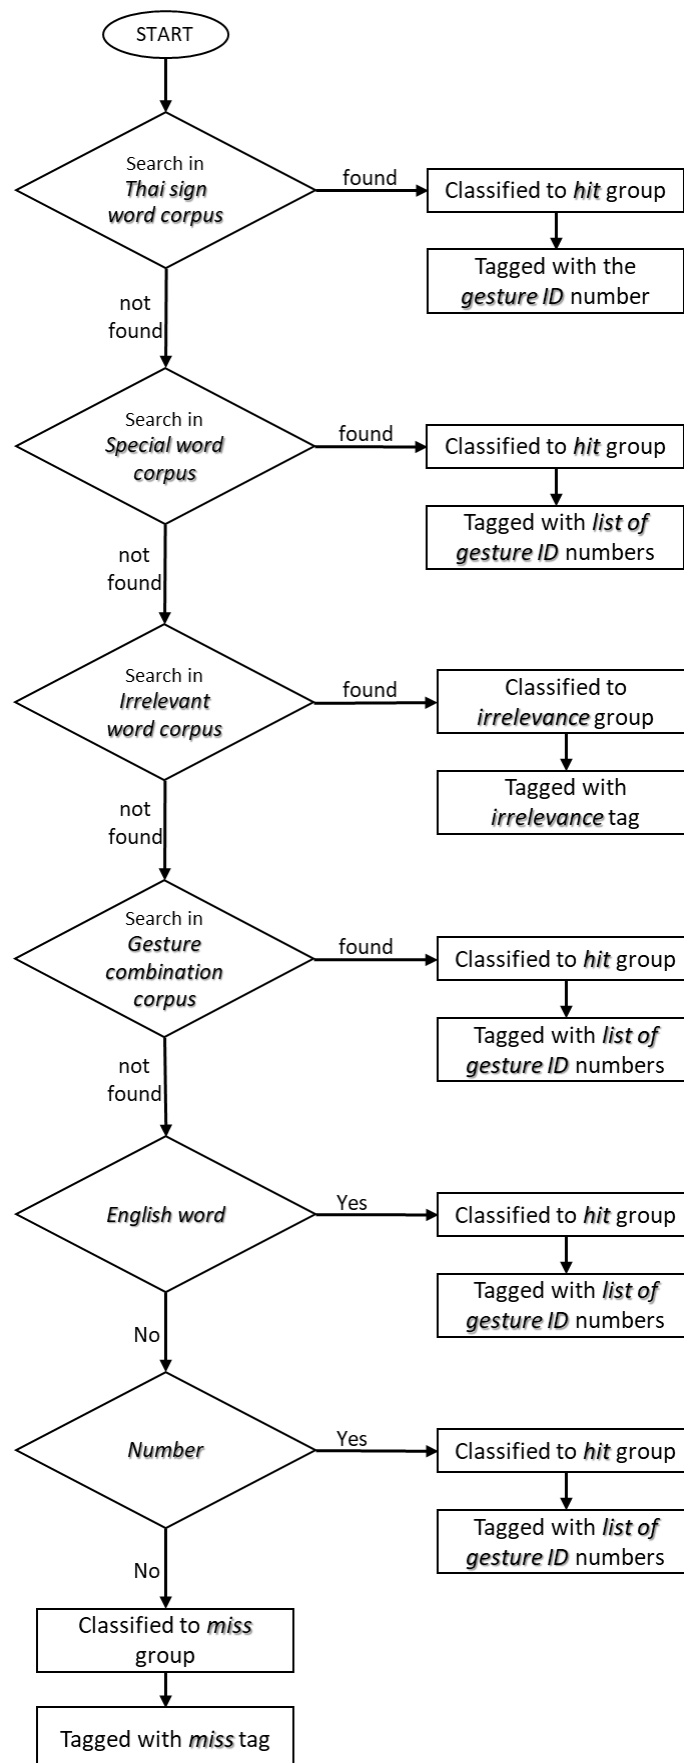 START
Search in
Thai sign
word corpus
found
Classified to hit group
Tagged with the
gesture ID number
not
found
Search in
Special word
corpus
found
Classified to hit group
Tagged with list of
gesture ID numbers
not
found
Search in
Irrelevant
word corpus
found
Classified to
irrelevance group
Tagged with
irrelevance tag
not
found
Search in
Gesture
combination
corpus
found
Classified to hit group
Tagged with list of
gesture ID numbers
not
found
English word
Yes
Classified to hit group
Tagged with list of
gesture ID numbers
No
Number
Yes
Classified to hit group
Tagged with list of
gesture ID numbers
No
Classified to miss
group
Tagged with miss tag